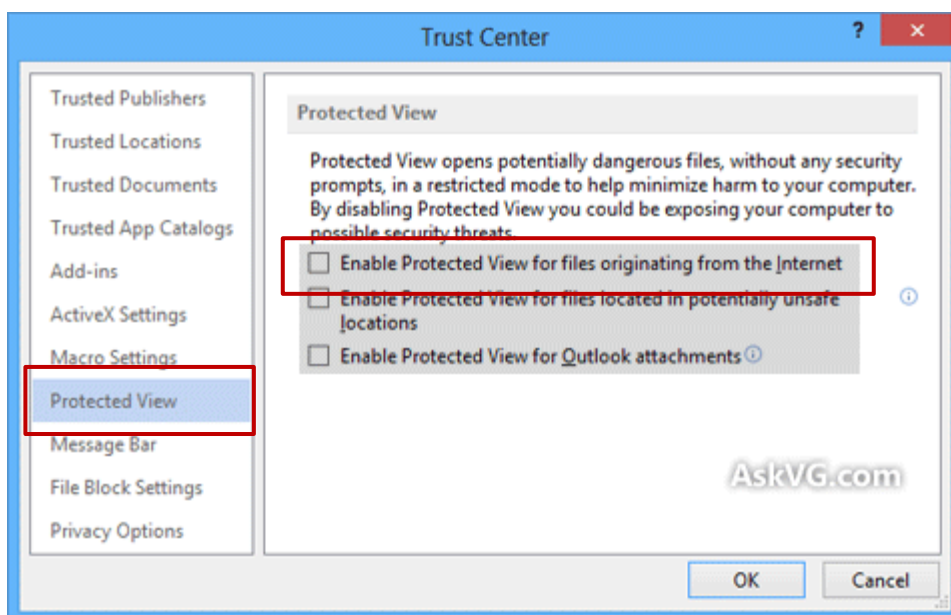 Trust Center
?
Trusted Publishers
Trusted Locations
Trusted Documents
Trusted App Catalogs
Add-ins
ActiveX Settings
Macro Settings
Protected View
Message Bar
File Block Settings
Privacy Options
Protected View
Protected View opens potentially dangerous files, without any security
prompts, in a restricted mode to help minimize harm to your computer.
By disabling Protected View you could be exposing your computer to
possible security threats.
Enable Protected View for files originating from the Internet
Enable Protected View for files located in potentially unsafe
locations
Enable Protected View for Outlook attachments
AskVG.com
OK
Cancel